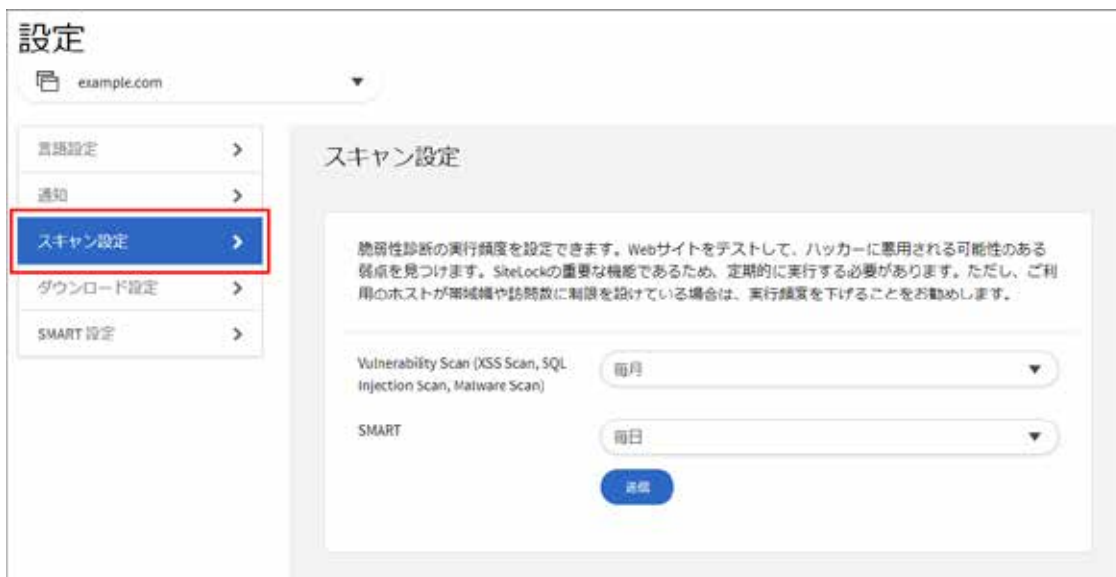 設定
example.com
言語設定
通知
スキャン設定
ダウンロード設定
SMART 設定
スキャン設定
脆弱性診断の実行頻度を設定できます。Webサイトをテストして、ハッカーに悪用される可能性のある
弱点を見つけます。SiteLockの重要な機能であるため、定期的に実行する必要があります。ただし、ご利
用のホストが帯域幅や訪問数に制限を設けている場合は、実行頻度を下げることをお勧めします。
Vulnerability Scan (XSS Scan, SQL
Injection Scan, Malware Scan)
毎月
SMART
毎日
送信